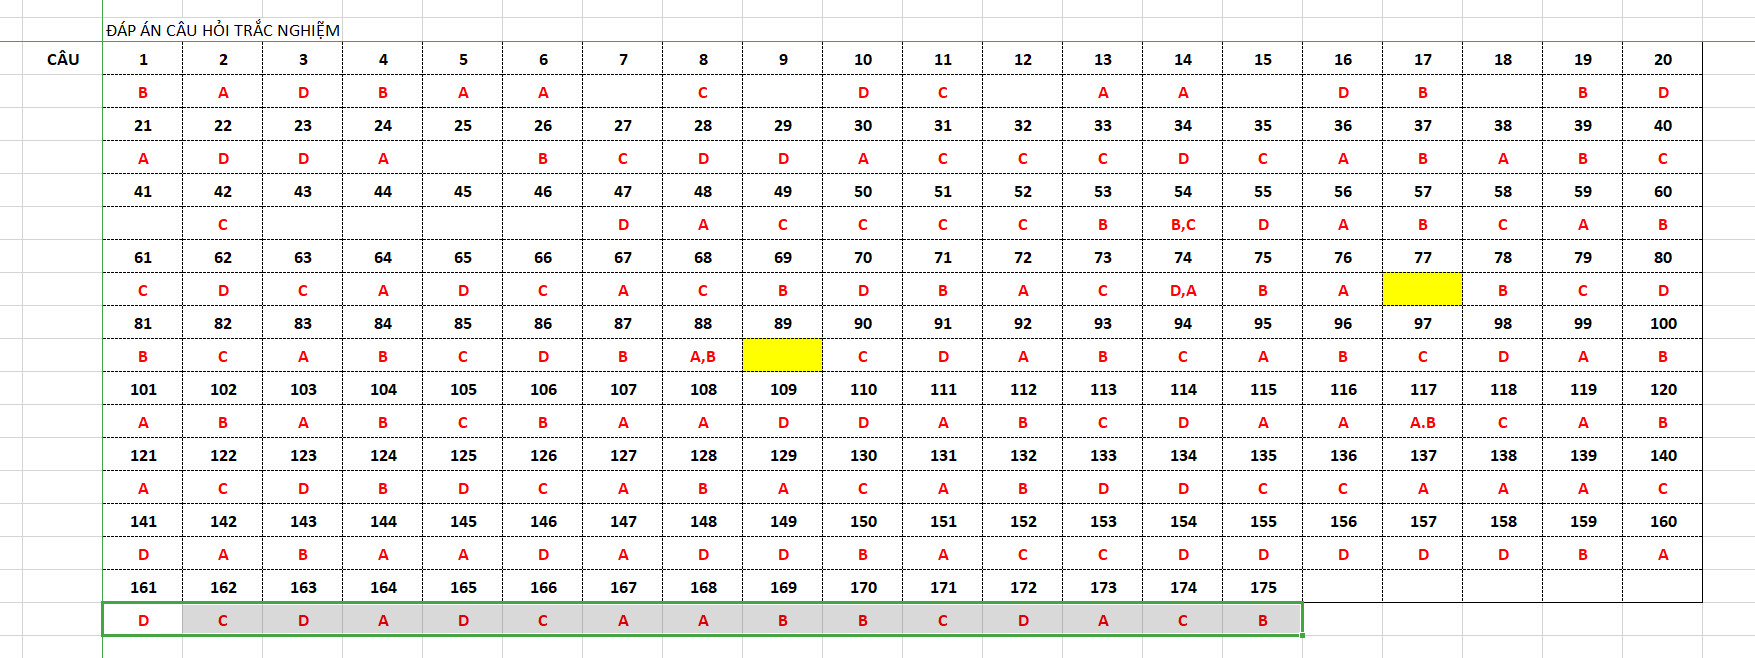 ĐÁP ÁN CÂU HỎI TRẮC NGHIỆM
CÂU 1 2 3 4 5 6 7 8 9 10 11 12 13 14 15 16 17 18 19 20
B A D B A A C D C A A D B B D
21 22 23 24 25 26 27 28 29 30 31 32 33 34 35 36 37 38 39 40
A D D A B C D D A C C C D C A B A B C
41 42 43 44 45 46 47 48 49 50 51 52 53 54 55 56 57 58 59 60
C D A C C C C B B,C D A B C A B
61 62 63 64 65 66 67 68 69 70 71 72 73 74 75 76 77 78 79 80
C D C A D C A C B D B A C D,A B A B C D
81 82 83 84 85 86 87 88 89 90 91 92 93 94 95 96 97 98 99 100
B C A B C D B A,B C D A B C A B C D A B
101 102 103 104 105 106 107 108 109 110 111 112 113 114 115 116 117 118 119 120
A B A B C B A A D D A B C D A A A.B C A B
121 122 123 124 125 126 127 128 129 130 131 132 133 134 135 136 137 138 139 140
A C D B D C A B A C A B D D C C A A A C
141 142 143 144 145 146 147 148 149 150 151 152 153 154 155 156 157 158 159 160
D A B A A D A D D B A C C D D D D D B A
161 162 163 164 165 166 167 168 169 170 171 172 173 174 175
D C D A D C A A B B C D A C B